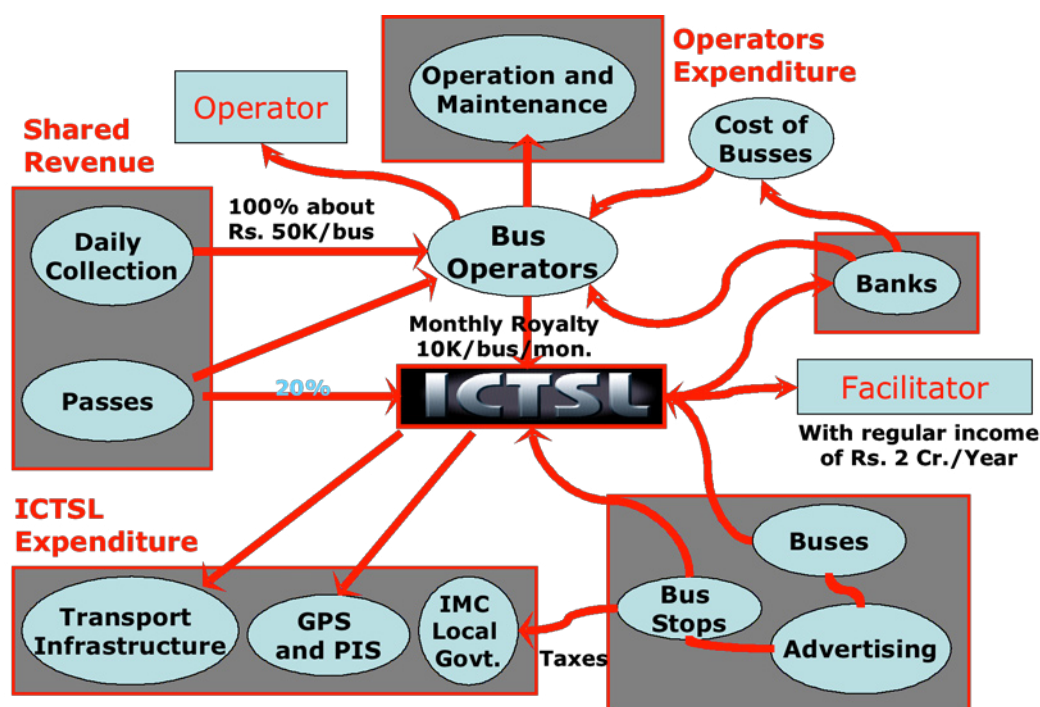 Operators
Expenditure
Operation and
Maintenance
Operator
Cost of
Busses
Shared
Revenue
100% about
Rs. 50K/bus
Daily
Collection
Bus
Operators
Banks
Monthly Royalty
10K/bus/mon.
Passes
20%
ICTSL
Facilitator
With regular income
of Rs. 2 Cr./Year
ICTSL
Expenditure
Buses
Transport
Infrastructure
GPS
and PIS
IMC
Local
Govt.
Taxes
Bus
Stops
Advertising